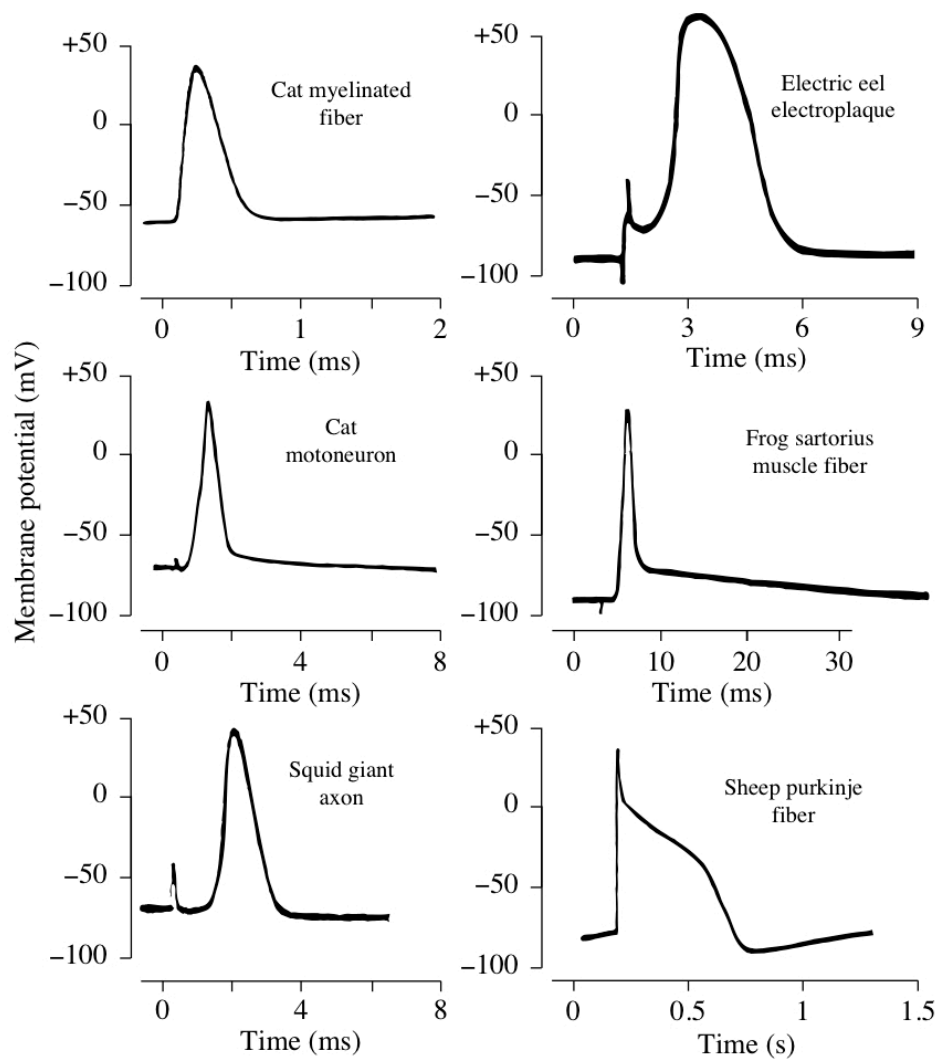 Membrane potential (mV)
+50
0
−50
−100
Cat myelinated
fiber
0
1
2
Time (ms)
+50
0
−50
−100
Electric eel
electroplaque
0
3
6
9
Time (ms)
+50
0
−50
−100
Cat
motoneuron
0
4
8
Time (ms)
+50
0
−50
−100
Frog sartorius
muscle fiber
0
10
20
30
Time (ms)
+50
0
−50
−100
Squid giant
axon
0
4
8
Time (ms)
+50
0
−50
−100
Sheep purkinje
fiber
0
0.5
1
1.5
Time (s)